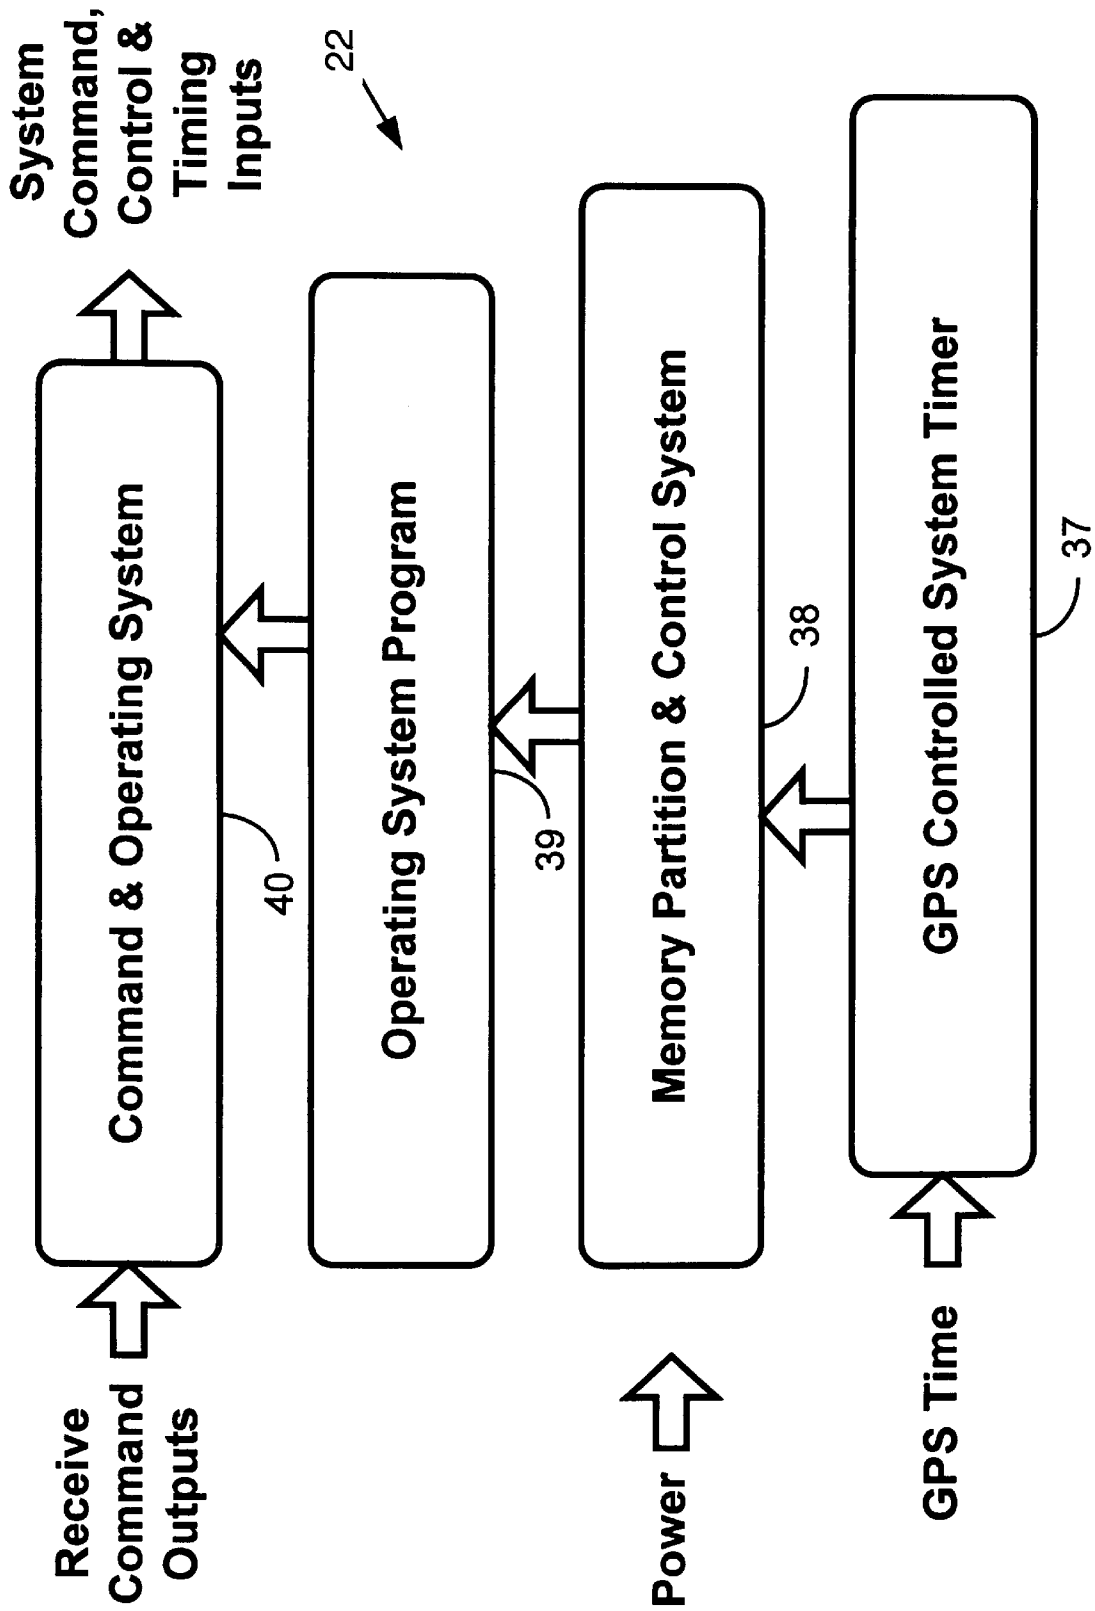 Receive
Command
Outputs
Command & Operating System
40
System
Command,
Control &
Timing
Inputs
Operating System Program
39
22
Power
Memory Partition & Control System
38
GPS Time
GPS Controlled System Timer
37